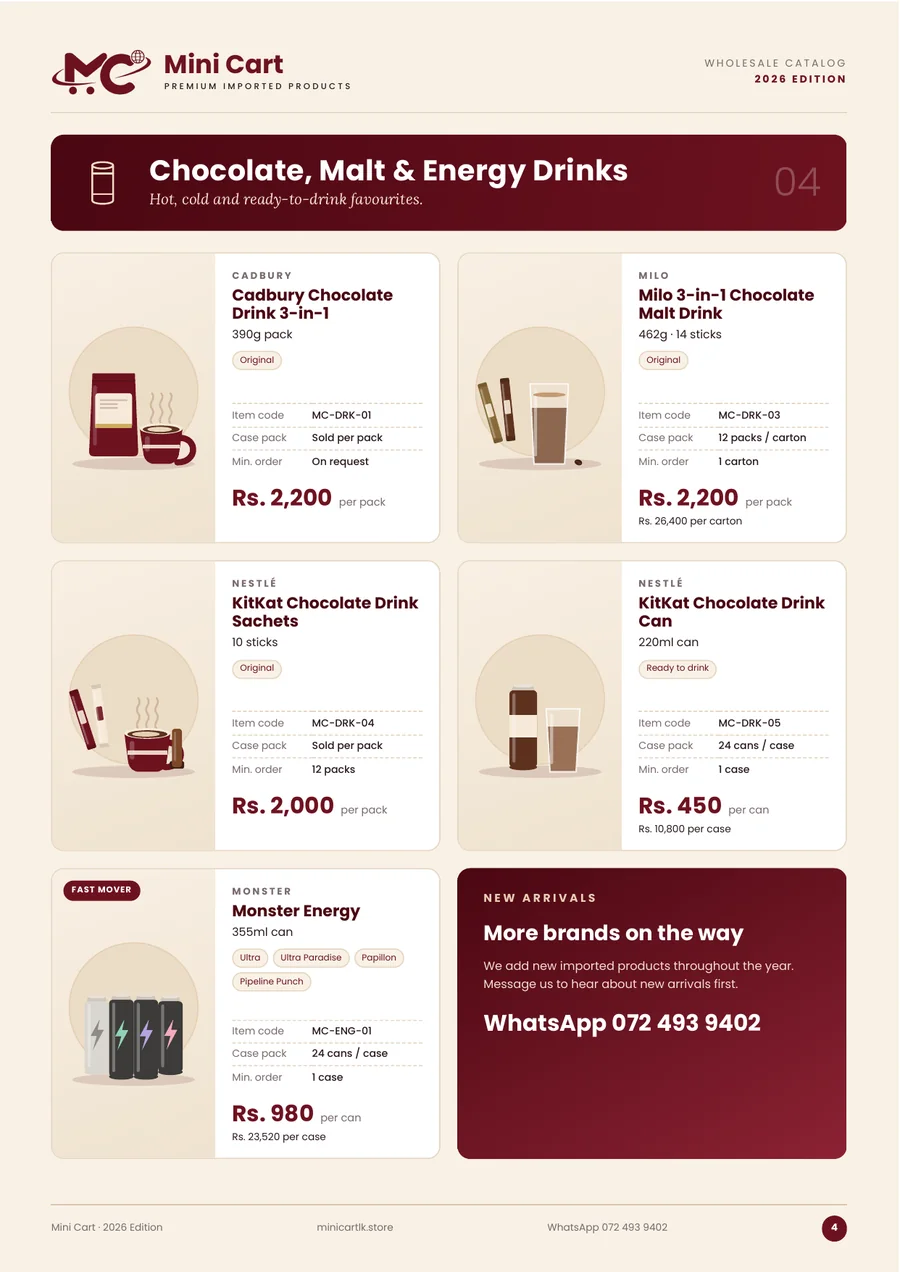 MC
Mini Cart
PREMIUM IMPORTED PRODUCTS
WHOLESALE CATALOG
2026 EDITION
Chocolate, Malt & Energy Drinks
Hot, cold and ready-to-drink favourites.
04
CADBURY
Cadbury Chocolate
Drink 3-in-1
390g pack
Original
Item code MC-DRK-01
Case pack Sold per pack
Min. order On request
Rs. 2,200 per pack
MILO
Milo 3-in-1 Chocolate
Malt Drink
462g · 14 sticks
Original
Item code MC-DRK-03
Case pack 12 packs / carton
Min. order 1 carton
Rs. 2,200 per pack
Rs. 26,400 per carton
NESTLÉ
KitKat Chocolate Drink
Sachets
10 sticks
Original
Item code MC-DRK-04
Case pack Sold per pack
Min. order 12 packs
Rs. 2,000 per pack
NESTLÉ
KitKat Chocolate Drink
Can
220ml can
Ready to drink
Item code MC-DRK-05
Case pack 24 cans / case
Min. order 1 case
Rs. 450 per can
Rs. 10,800 per case
FAST MOVER
MONSTER
Monster Energy
355ml can
Ultra Ultra Paradise Papillon
Pipeline Punch
Item code MC-ENG-01
Case pack 24 cans / case
Min. order 1 case
Rs. 980 per can
Rs. 23,520 per case
NEW ARRIVALS
More brands on the way
We add new imported products throughout the year.
Message us to hear about new arrivals first.
WhatsApp 072 493 9402
Mini Cart · 2026 Edition minicartlk.store WhatsApp 072 493 9402 4